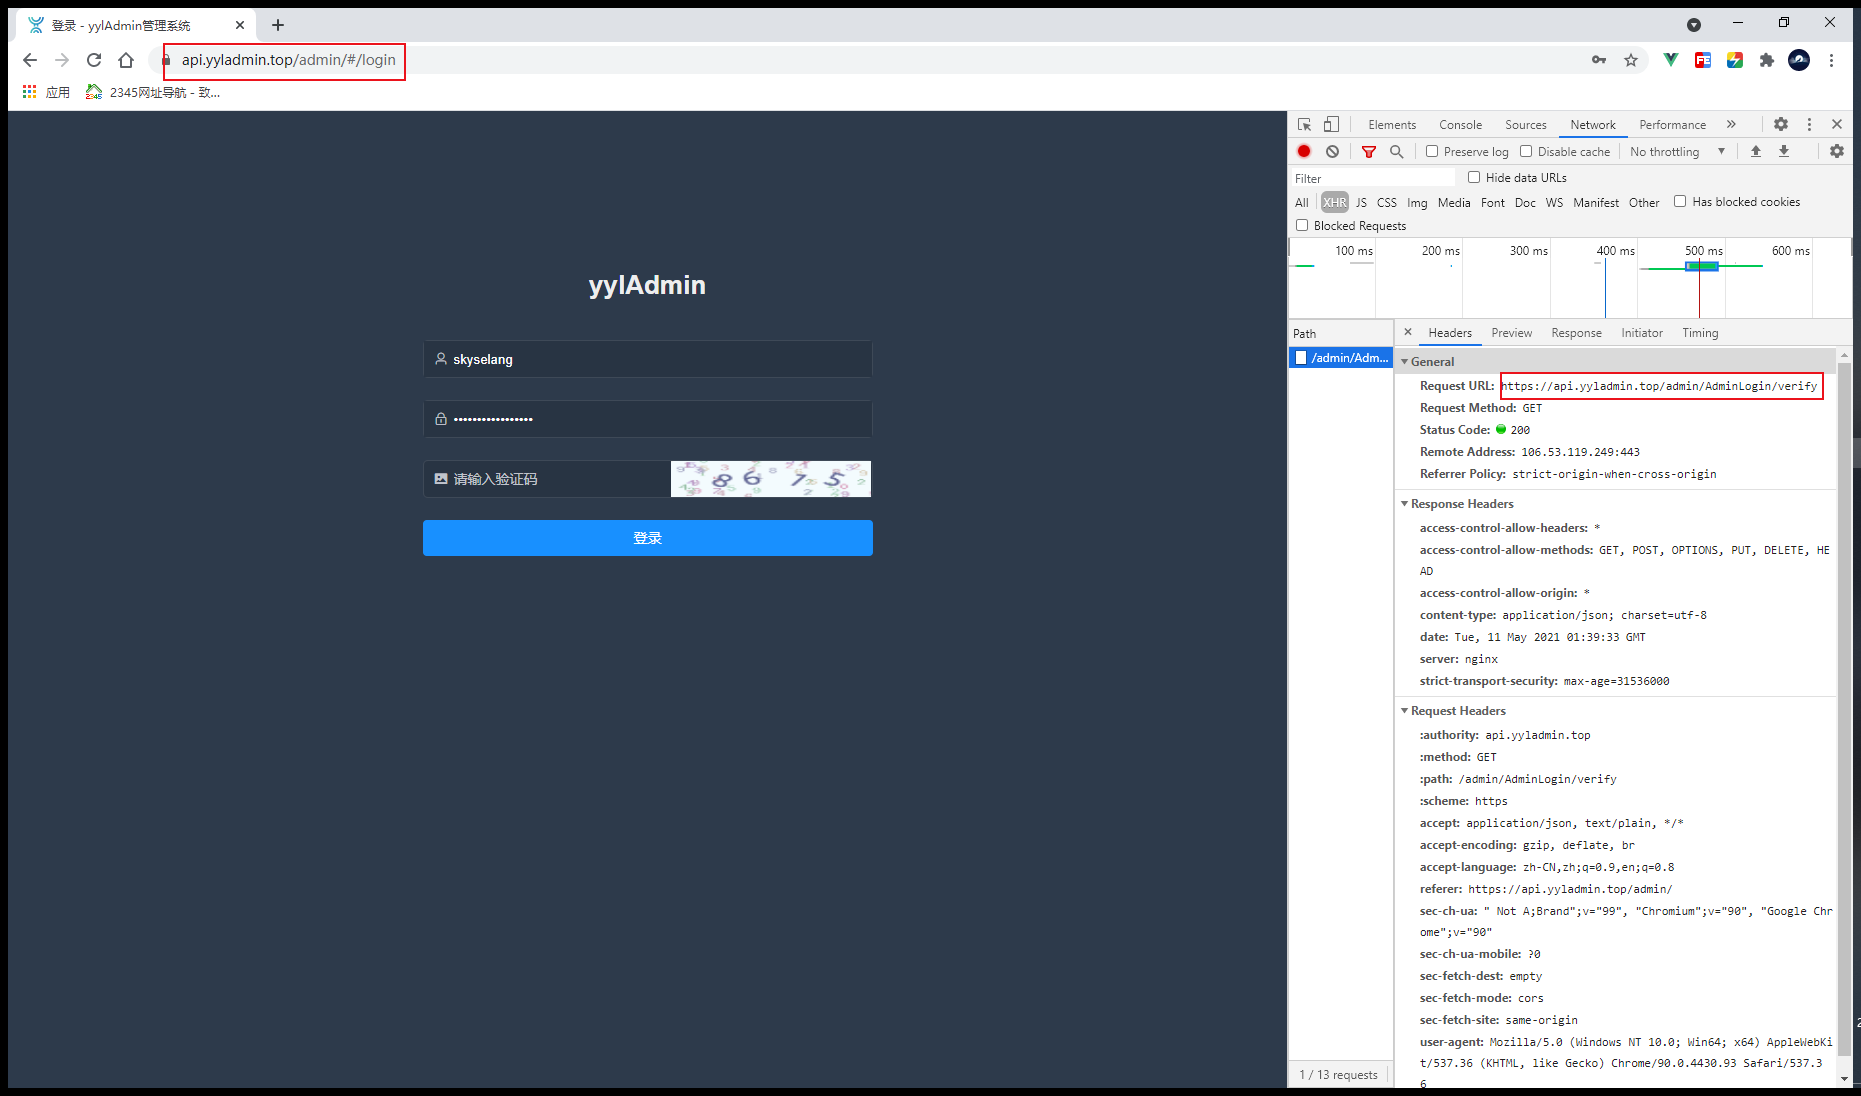 登录 - yylAdmin管理系统
api.yyladmin.top/admin/#/login
应用
2345网址导航 - 致...
yylAdmin
skyselang
••••••••••••••••
请输入验证码
8 6 7 5
登录
Elements Console Sources Network Performance
Preserve log Disable cache No throttling
Filter Hide data URLs
All XHR JS CSS Img Media Font Doc WS Manifest Other Has blocked cookies
Blocked Requests
100 ms 200 ms 300 ms 400 ms 500 ms 600 ms
Path
/admin/Adm...
1 / 13 requests
Headers Preview Response Initiator Timing
General
Request URL: https://api.yyladmin.top/admin/AdminLogin/verify
Request Method: GET
Status Code: 200
Remote Address: 106.53.119.249:443
Referrer Policy: strict-origin-when-cross-origin
Response Headers
access-control-allow-headers: *
access-control-allow-methods: GET, POST, OPTIONS, PUT, DELETE, HE
AD
access-control-allow-origin: *
content-type: application/json; charset=utf-8
date: Tue, 11 May 2021 01:39:33 GMT
server: nginx
strict-transport-security: max-age=31536000
Request Headers
:authority: api.yyladmin.top
:method: GET
:path: /admin/AdminLogin/verify
:scheme: https
accept: application/json, text/plain, */*
accept-encoding: gzip, deflate, br
accept-language: zh-CN,zh;q=0.9,en;q=0.8
referer: https://api.yyladmin.top/admin/
sec-ch-ua: " Not A;Brand";v="99", "Chromium";v="90", "Google Chr
ome";v="90"
sec-ch-ua-mobile: ?0
sec-fetch-dest: empty
sec-fetch-mode: cors
sec-fetch-site: same-origin
user-agent: Mozilla/5.0 (Windows NT 10.0; Win64; x64) AppleWebKi
t/537.36 (KHTML, like Gecko) Chrome/90.0.4430.93 Safari/537.3
6